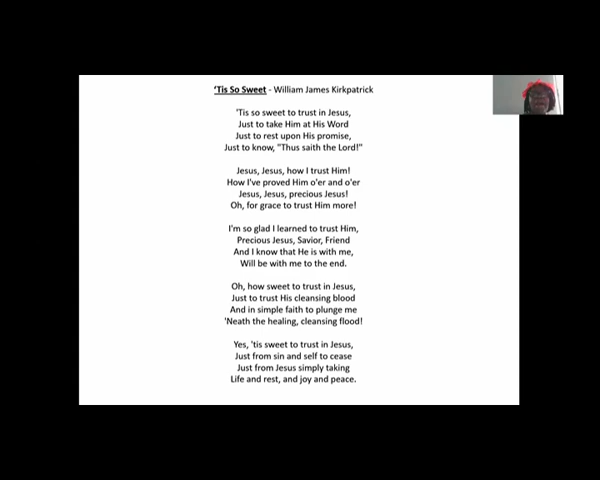 'Tis So Sweet - William James Kirkpatrick
'Tis so sweet to trust in Jesus,
Just to take Him at His Word
Just to rest upon His promise,
Just to know, "Thus saith the Lord!"
Jesus, Jesus, how I trust Him!
How I've proved Him o'er and o'er
Jesus, Jesus, precious Jesus!
Oh, for grace to trust Him more!
I'm so glad I learned to trust Him,
Precious Jesus, Savior, Friend
And I know that He is with me,
Will be with me to the end.
Oh, how sweet to trust in Jesus,
Just to trust His cleansing blood
And in simple faith to plunge me
'Neath the healing, cleansing flood!
Yes, 'tis sweet to trust in Jesus,
Just from sin and self to cease
Just from Jesus simply taking
Life and rest, and joy and peace.